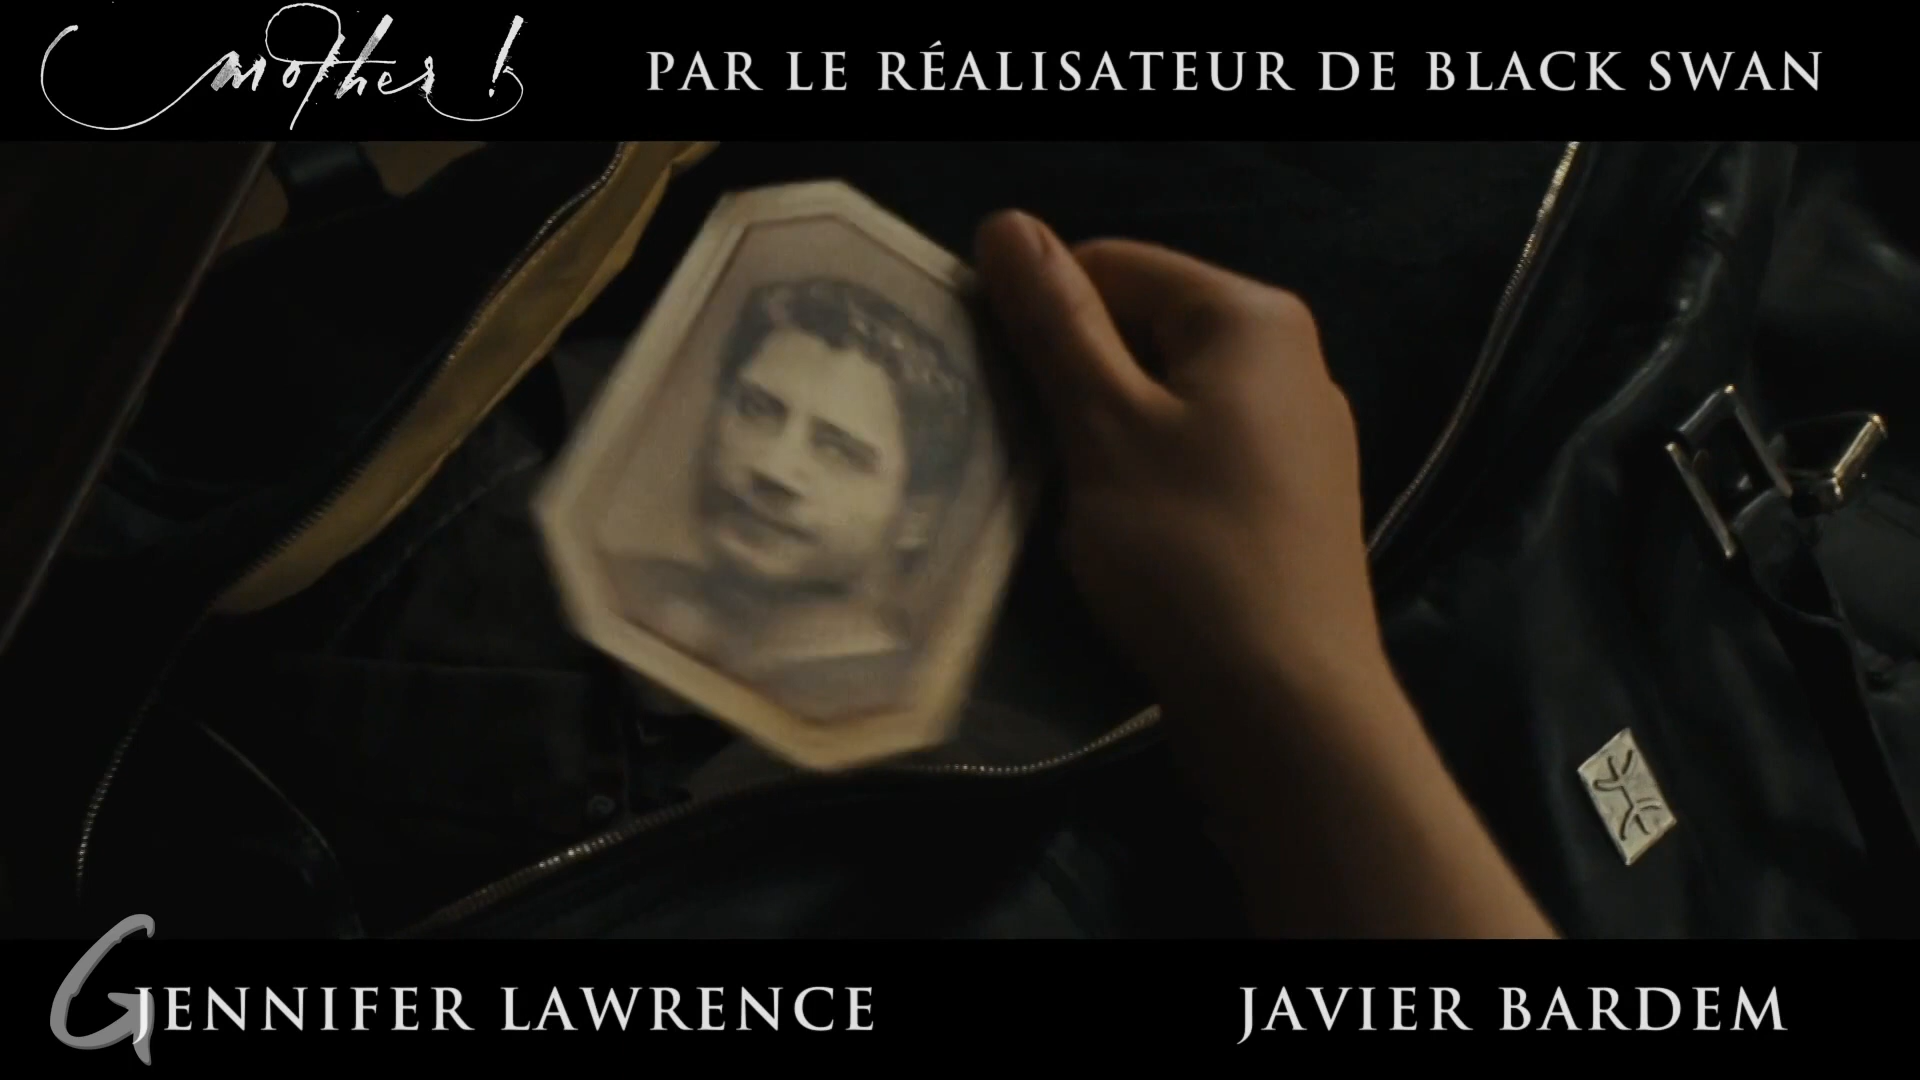 mother!
PAR LE RÉALISATEUR DE BLACK SWAN
G
JENNIFER LAWRENCE
JAVIER BARDEM